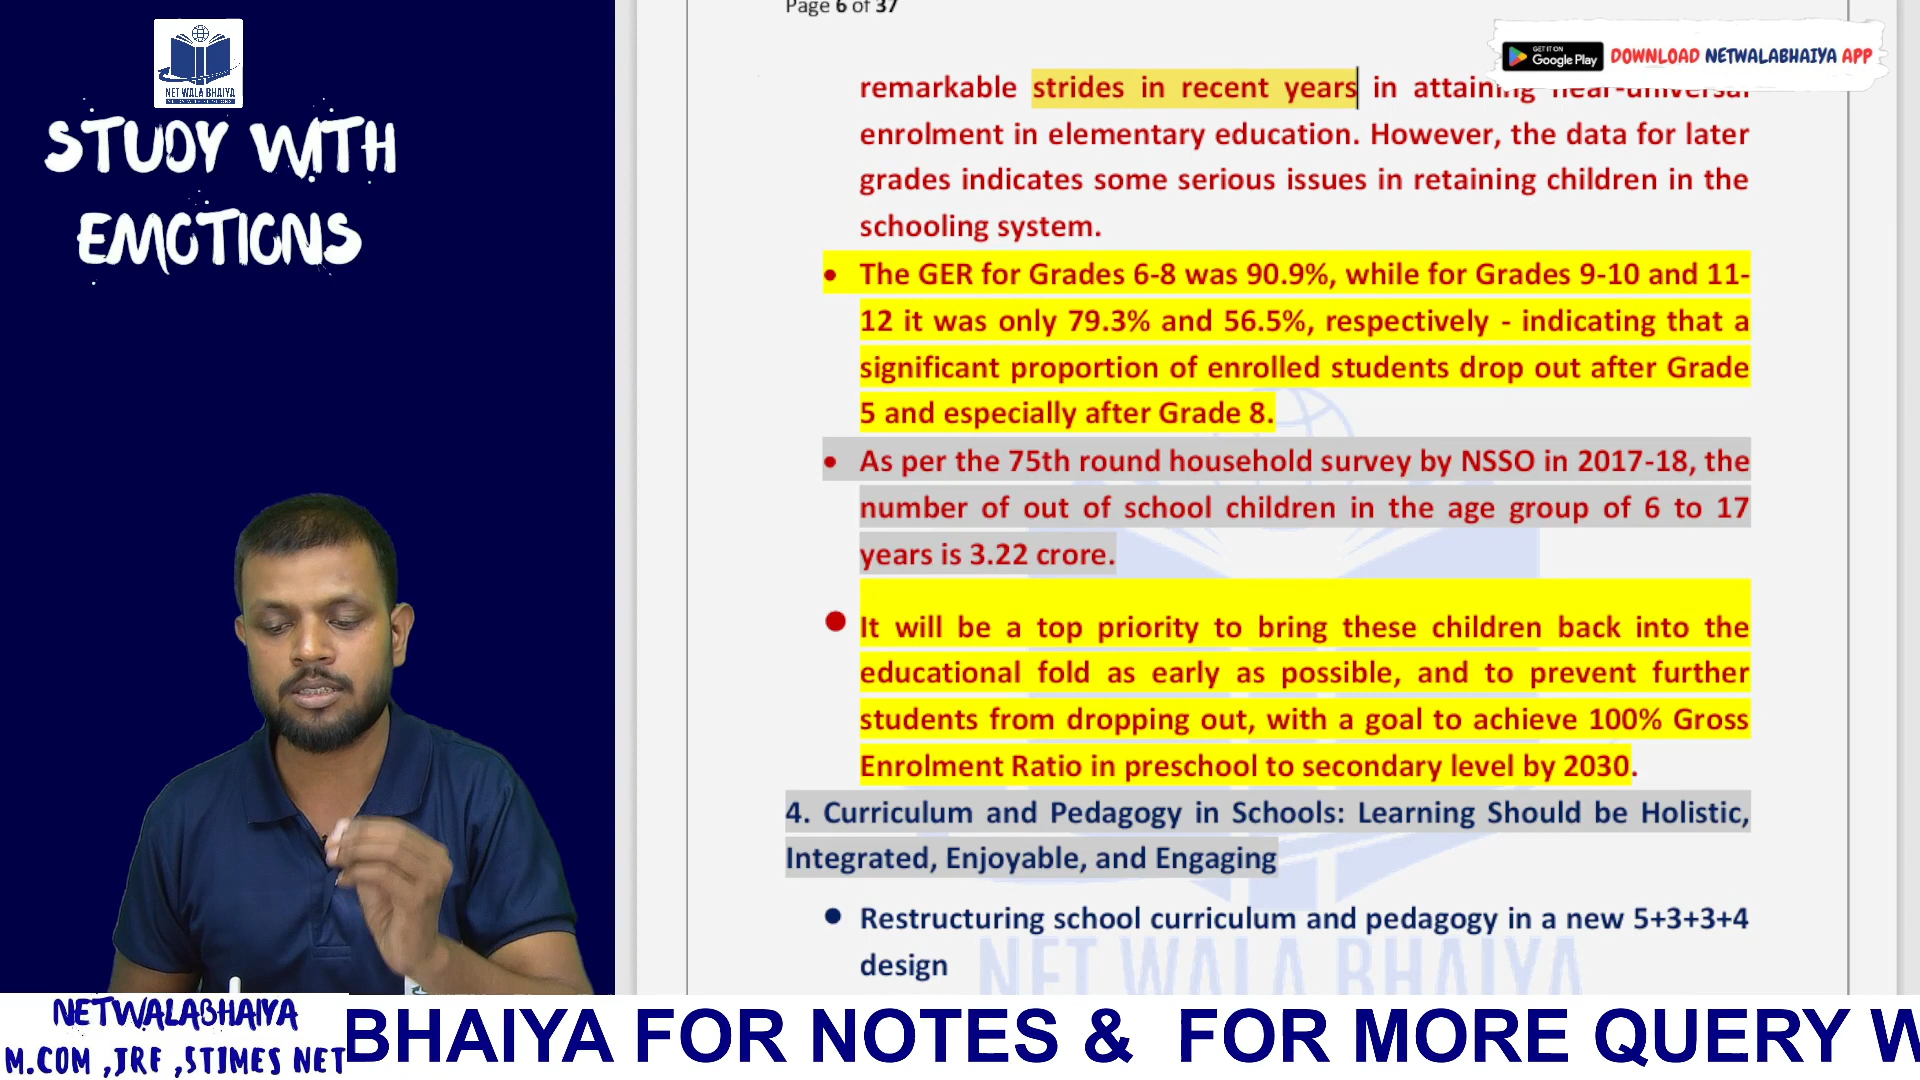 NET WALA BHAIYA
STUDY WITH
EMOTIONS
NETWALABHAIYA
M.COM ,JRF ,5TIMES NET
Page 6 of 37
GET IT ON
Google Play
DOWNLOAD NETWALABHAIYA APP
remarkable strides in recent years in attaining near-universal
enrolment in elementary education. However, the data for later
grades indicates some serious issues in retaining children in the
schooling system.
• The GER for Grades 6-8 was 90.9%, while for Grades 9-10 and 11-
12 it was only 79.3% and 56.5%, respectively - indicating that a
significant proportion of enrolled students drop out after Grade
5 and especially after Grade 8.
• As per the 75th round household survey by NSSO in 2017-18, the
number of out of school children in the age group of 6 to 17
years is 3.22 crore.
• It will be a top priority to bring these children back into the
educational fold as early as possible, and to prevent further
students from dropping out, with a goal to achieve 100% Gross
Enrolment Ratio in preschool to secondary level by 2030.
4. Curriculum and Pedagogy in Schools: Learning Should be Holistic,
Integrated, Enjoyable, and Engaging
• Restructuring school curriculum and pedagogy in a new 5+3+3+4
design
NET WALA BHAIYA
BHAIYA FOR NOTES & FOR MORE QUERY W